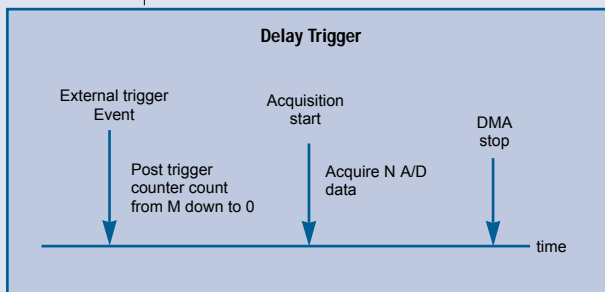 Delay Trigger
External trigger
Event
Acquisition
start
DMA
stop
Post trigger
counter count
from M down to 0
Acquire N A/D
data
time